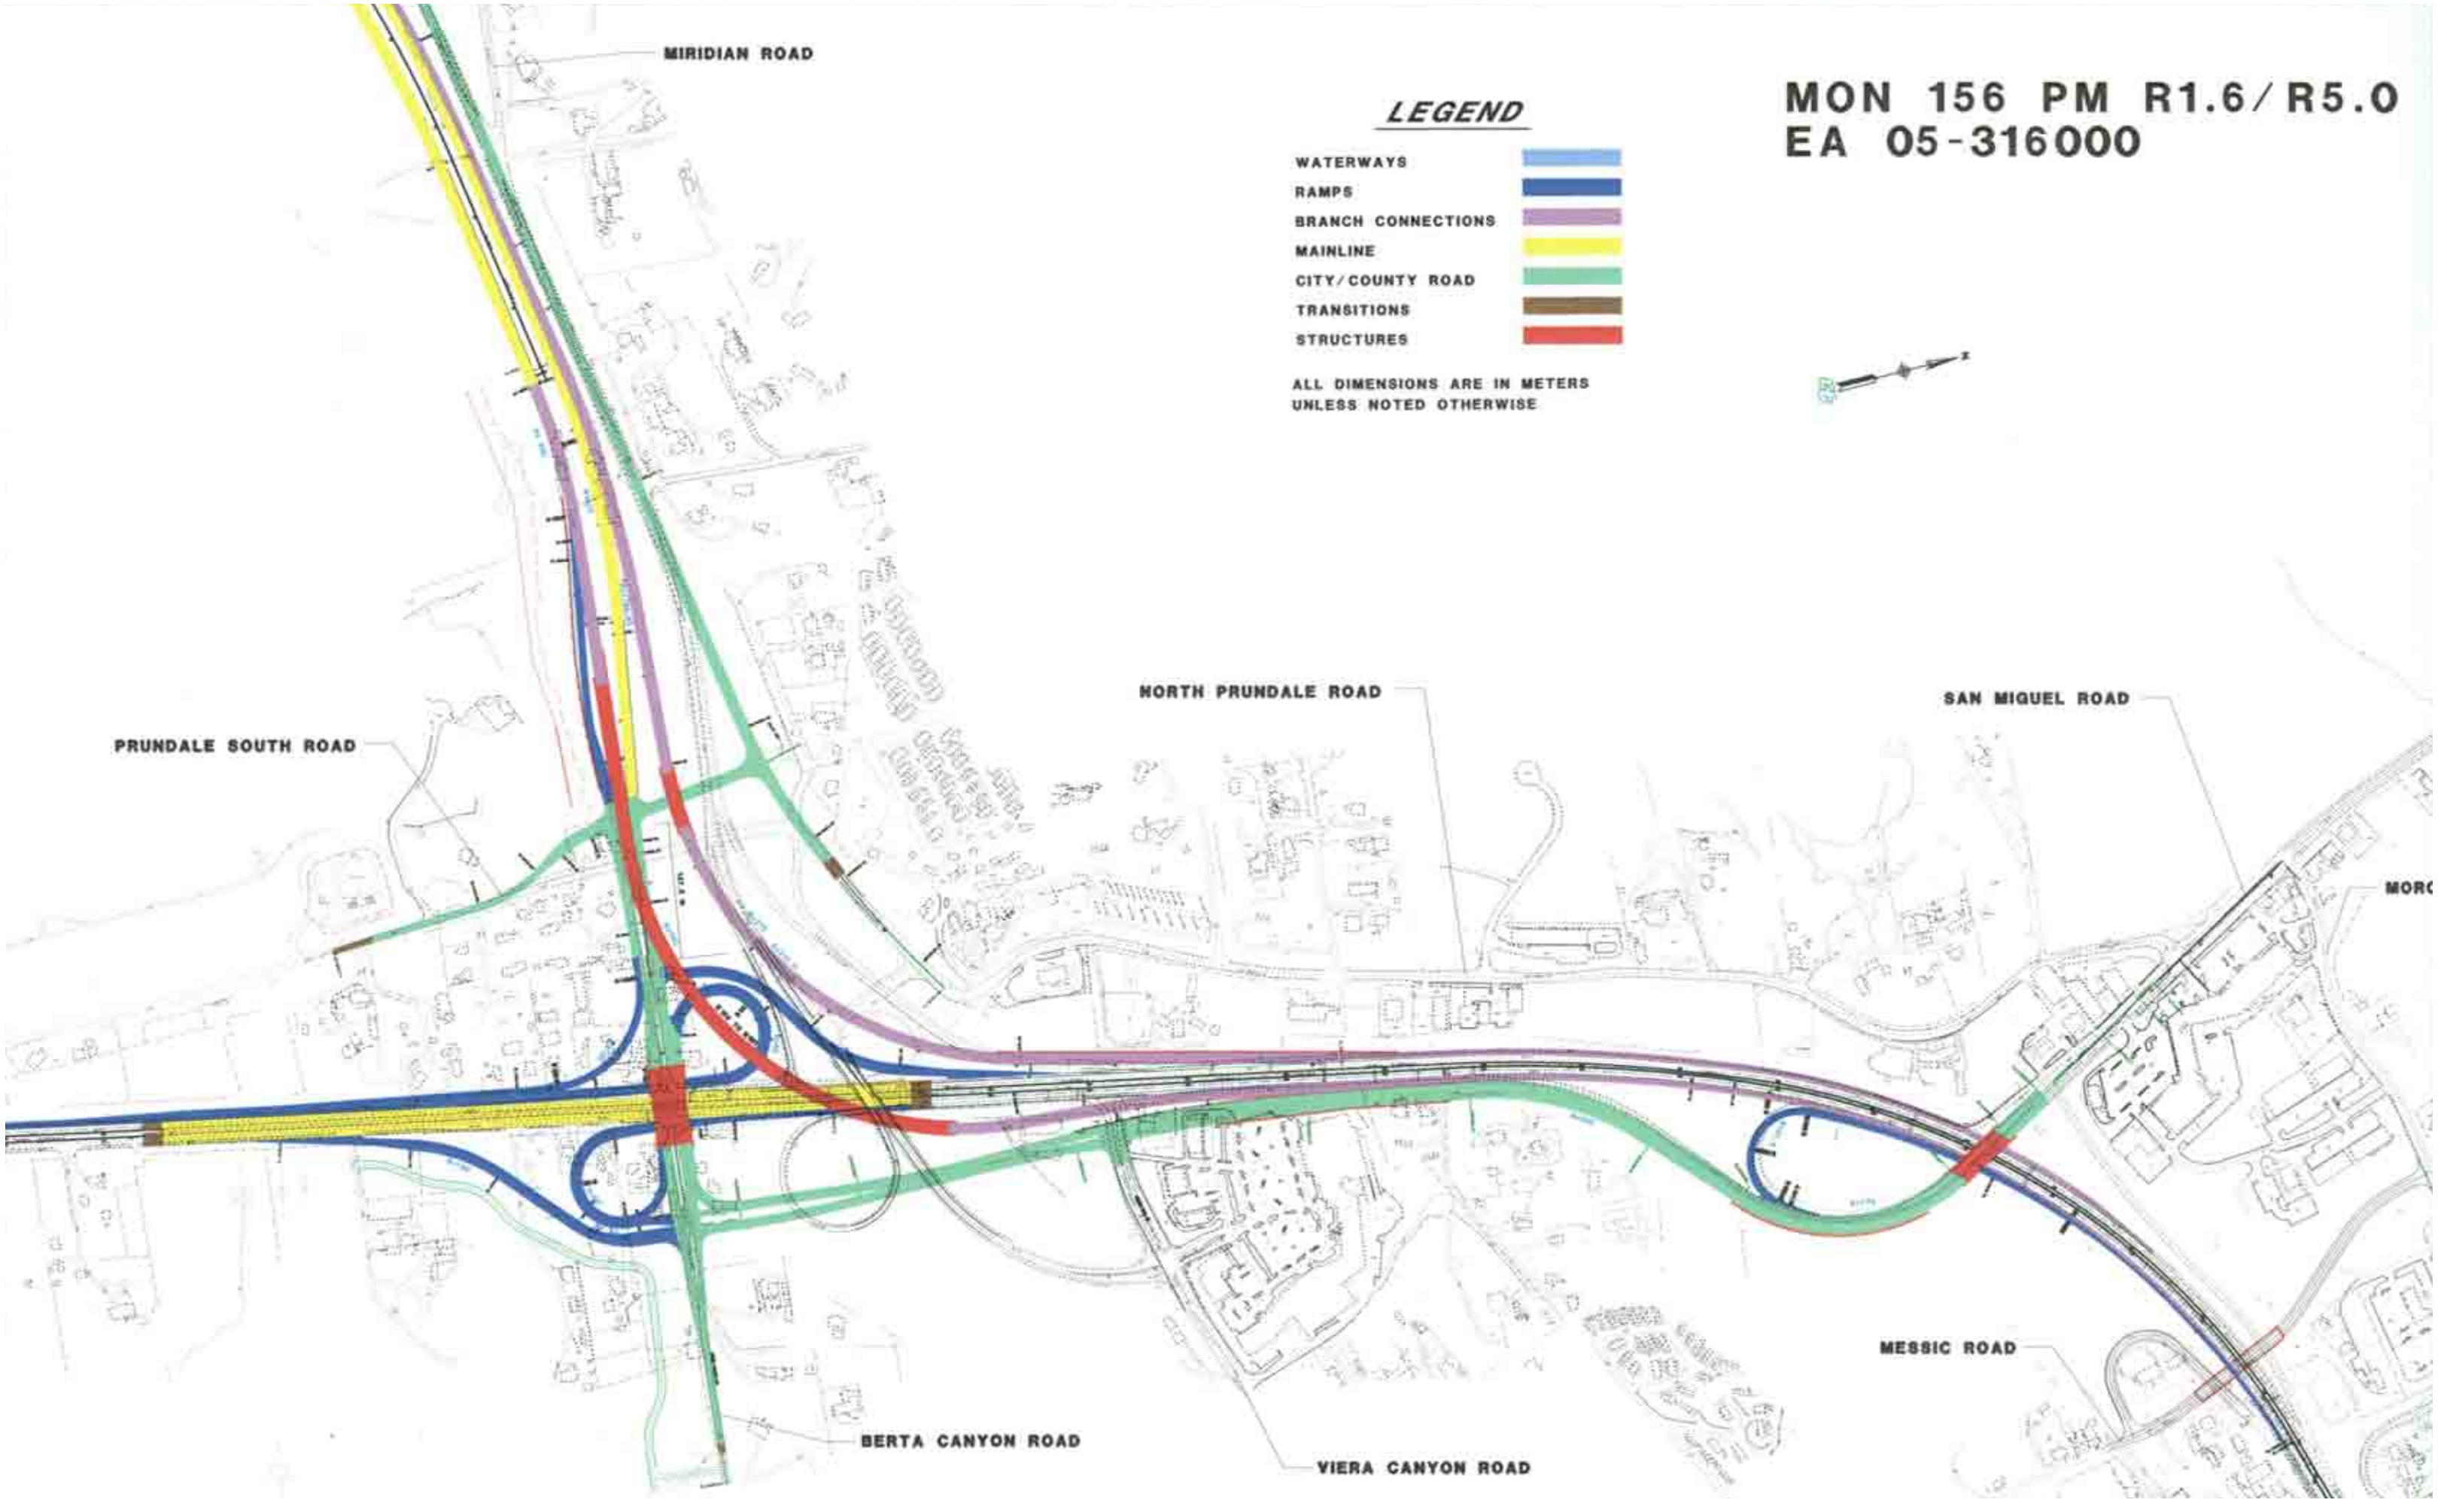 MIRIDIAN ROAD
MON 156 PM R1.6/R5.0
EA 05-316000
LEGEND
WATERWAYS
RAMPS
BRANCH CONNECTIONS
MAINLINE
CITY/COUNTY ROAD
TRANSITIONS
STRUCTURES
ALL DIMENSIONS ARE IN METERS
UNLESS NOTED OTHERWISE
NORTH PRUNDALE ROAD
SAN MIGUEL ROAD
PRUNDALE SOUTH ROAD
MORO
MESSIC ROAD
BERTA CANYON ROAD
VIERA CANYON ROAD